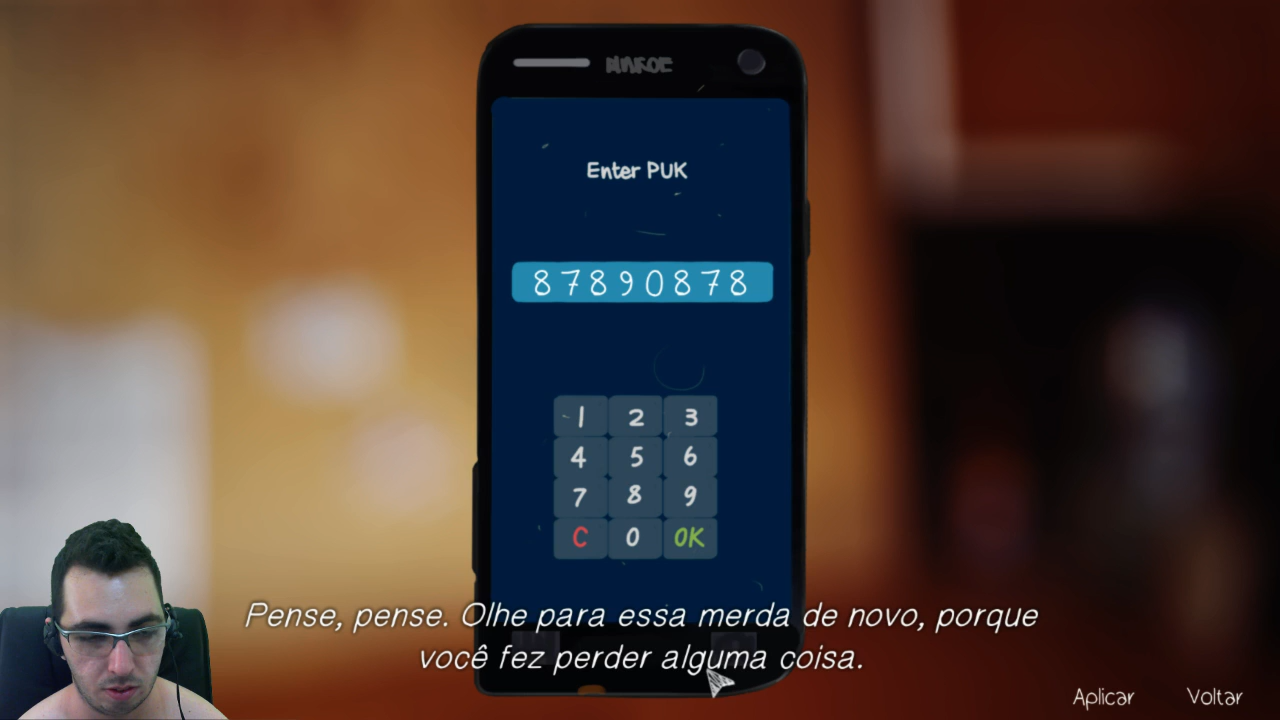 Enter PUK
87890878
1 2 3
4 5 6
7 8 9
C 0 OK
Pense, pense. Olhe para essa merda de novo, porque
você fez perder alguma coisa.
Aplicar Voltar